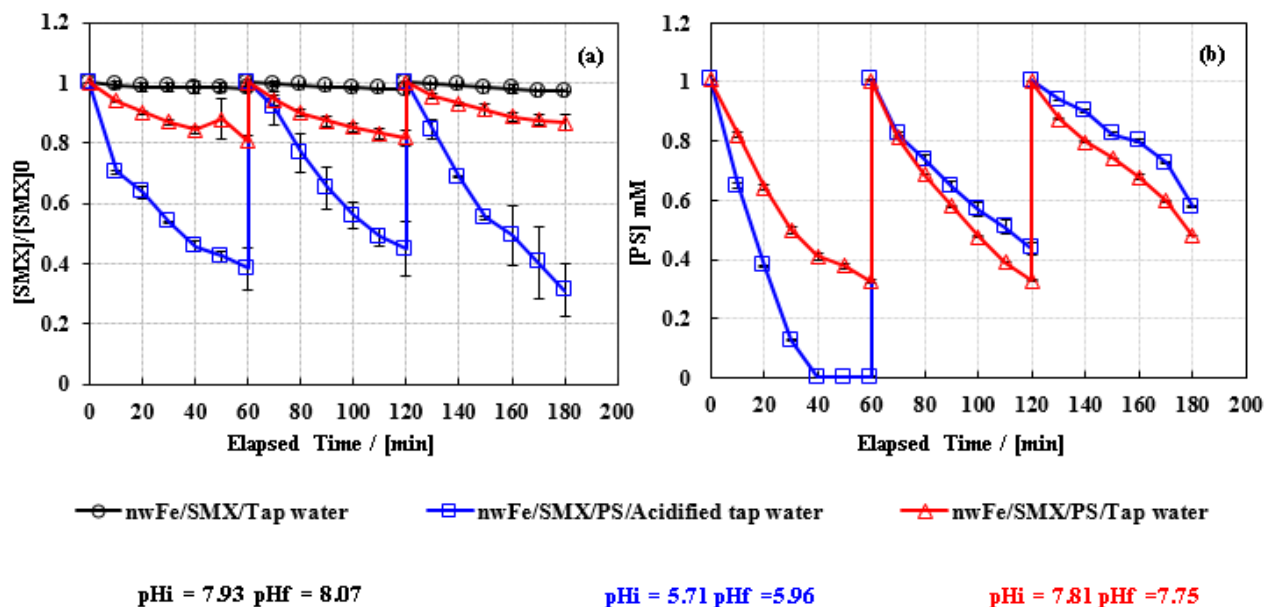 1.2
1
0.8
0.6
0.4
0.2
0
[SMX]/[SMX]0
(a)
0 20 40 60 80 100 120 140 160 180 200
Elapsed Time / [min]
1.2
1
0.8
0.6
0.4
0.2
0
[PS] mM
(b)
0 20 40 60 80 100 120 140 160 180 200
Elapsed Time / [min]
nwFe/SMX/Tap water
nwFe/SMX/PS/Acidified tap water
nwFe/SMX/PS/Tap water
pHi = 7.93 pHf = 8.07
pHi = 5.71 pHf =5.96
pHi = 7.81 pHf =7.75